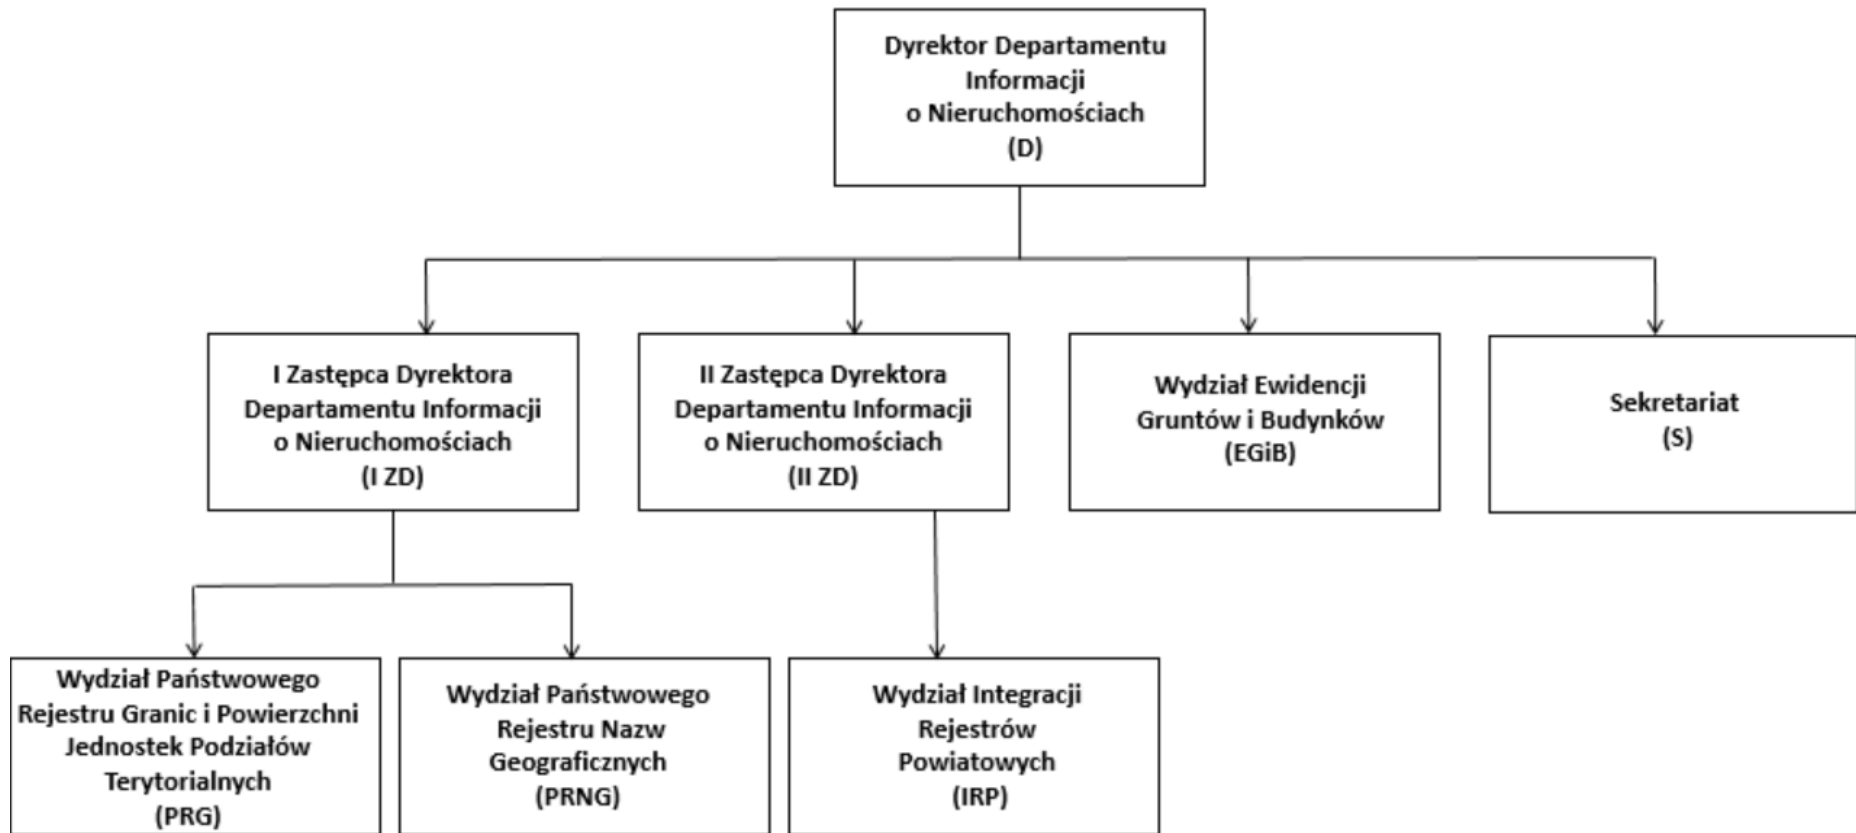 Dyrektor Departamentu
Informacji
o Nieruchomościach
(D)
I Zastępca Dyrektora
Departamentu Informacji
o Nieruchomościach
(I ZD)
II Zastępca Dyrektora
Departamentu Informacji
o Nieruchomościach
(II ZD)
Wydział Ewidencji
Gruntów i Budynków
(EGiB)
Sekretariat
(S)
Wydział Państwowego
Rejestru Granic i Powierzchni
Jednostek Podziałów
Terytorialnych
(PRG)
Wydział Państwowego
Rejestru Nazw
Geograficznych
(PRNG)
Wydział Integracji
Rejestrów
Powiatowych
(IRP)